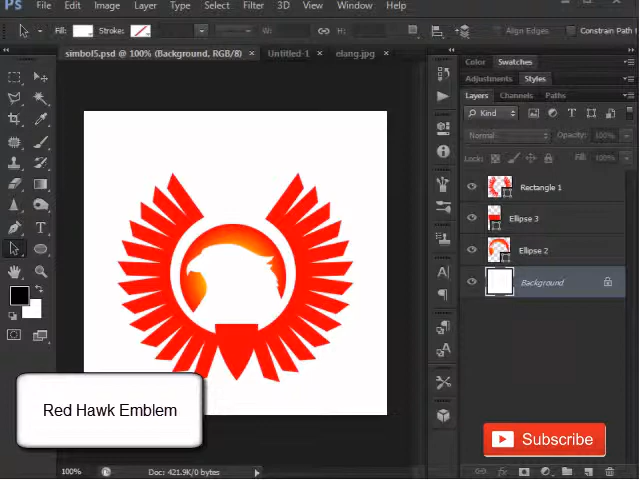 Ps File Edit Image Layer Type Select Filter 3D View Window Help
Fill: Stroke: W: H: Align Edges Constrain Path
simbol5.psd @ 100% (Background, RGB/8) × Untitled-1 × elang.jpg ×
Color Swatches
Adjustments Styles
Layers Channels Paths
Kind
Normal Opacity: 100%
Lock: Fill: 100%
Rectangle 1
Ellipse 3
Ellipse 2
Background
Red Hawk Emblem
Subscribe
100% Doc: 421.9K/0 bytes
fx